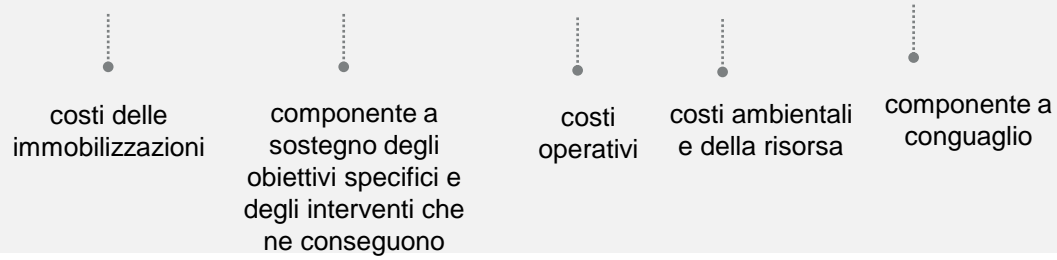 costi delle
immobilizzazioni
componente a
sostegno degli
obiettivi specifici e
degli interventi che
ne conseguono
costi
operativi
costi ambientali
e della risorsa
componente a
conguaglio